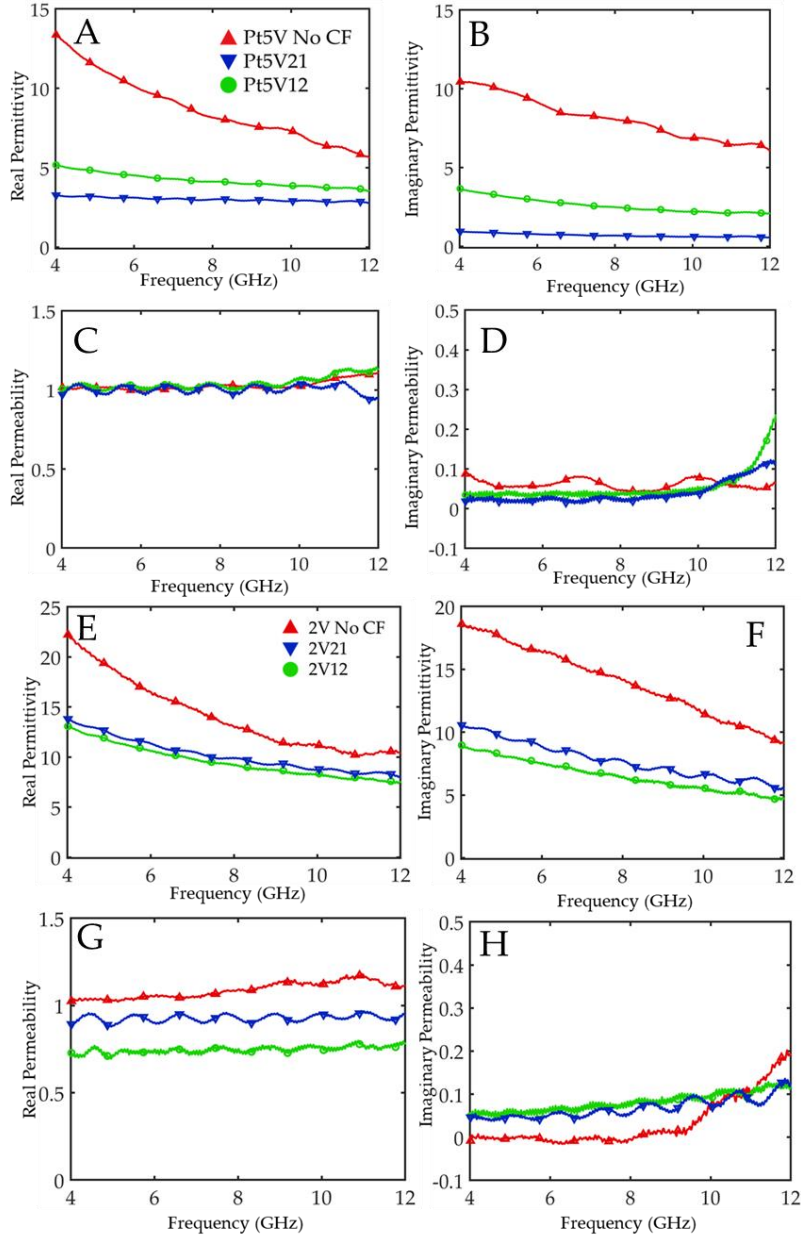 A
Pt5V No CF
Pt5V21
Pt5V12
Real Permittivity
15
10
5
0
4 6 8 10 12
Frequency (GHz)
B
Imaginary Permittivity
15
10
5
0
4 6 8 10 12
Frequency (GHz)
C
Real Permeability
1.5
1
0.5
0
4 6 8 10 12
Frequency (GHz)
D
Imaginary Permeability
0.5
0.4
0.3
0.2
0.1
0
-0.1
4 6 8 10 12
Frequency (GHz)
E
2V No CF
2V21
2V12
Real Permittivity
25
20
15
10
5
0
4 6 8 10 12
Frequency (GHz)
F
Imaginary Permittivity
20
15
10
5
0
4 6 8 10 12
Frequency (GHz)
G
Real Permeability
1.5
1
0.5
0
4 6 8 10 12
Frequency (GHz)
H
Imaginary Permeability
0.5
0.4
0.3
0.2
0.1
0
-0.1
4 6 8 10 12
Frequency (GHz)